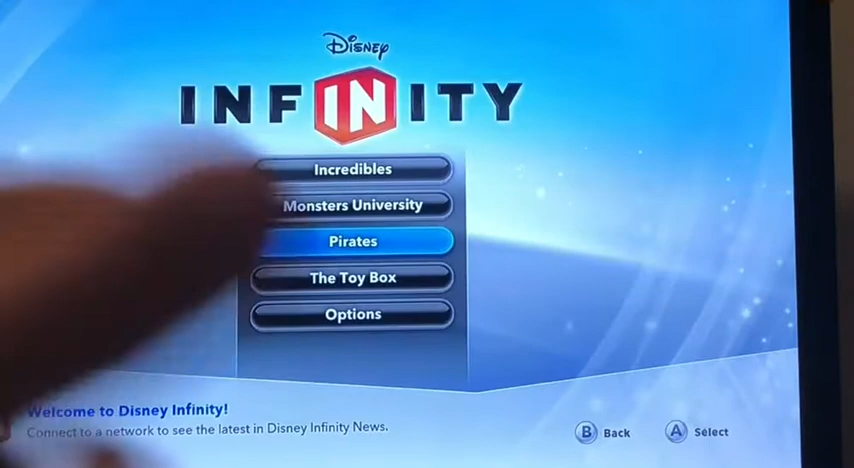 Disney
INFINITY
Incredibles
Monsters University
Pirates
The Toy Box
Options
Welcome to Disney Infinity!
Connect to a network to see the latest in Disney Infinity News.
B Back A Select